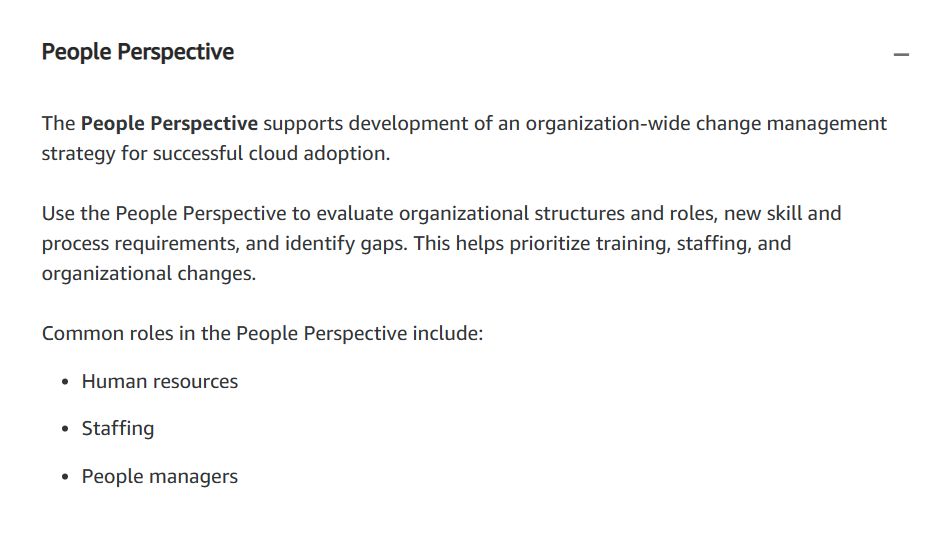 People Perspective
The People Perspective supports development of an organization-wide change management
strategy for successful cloud adoption.
Use the People Perspective to evaluate organizational structures and roles, new skill and
process requirements, and identify gaps. This helps prioritize training, staffing, and
organizational changes.
Common roles in the People Perspective include:
• Human resources
• Staffing
• People managers